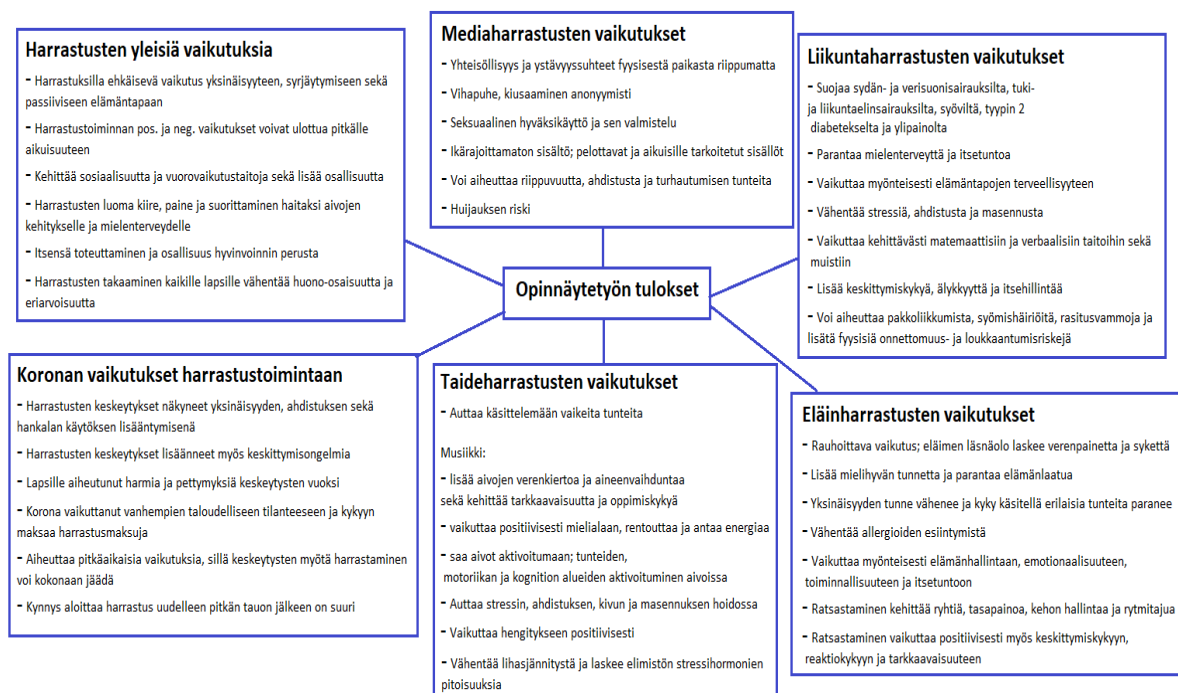 Harrastusten yleisiä vaikutuksia
- Harrastuksilla ehkäisevä vaikutus yksinäisyyteen, syrjäytymiseen sekä
passiiviseen elämäntapaan
- Harrastustoiminnan pos. ja neg. vaikutukset voivat ulottua pitkälle
aikuisuuteen
- Kehittää sosiaalisuutta ja vuorovaikutustaitoja sekä lisää osallisuutta
- Harrastusten luoma kiire, paine ja suorittaminen haitaksi aivojen
kehitykselle ja mielenterveydelle
- Itsensä toteuttaminen ja osallisuus hyvinvoinnin perusta
- Harrastusten takaaminen kaikille lapsille vähentää huono-osaisuutta ja
eriarvoisuutta
Mediaharrastusten vaikutukset
- Yhteisöllisyys ja ystävyyssuhteet fyysisestä paikasta riippumatta
- Vihapuhe, kiusaaminen anonyymisti
- Seksuaalinen hyväksikäyttö ja sen valmistelu
- Ikärajoittamaton sisältö; pelottavat ja aikuisille tarkoitetut sisällöt
- Voi aiheuttaa riippuvuutta, ahdistusta ja turhautumisen tunteita
- Huijauksen riski
Liikuntaharrastusten vaikutukset
- Suojaa sydän- ja verisuonisairauksilta, tuki-
ja liikuntaelinsairauksilta, syöviltä, tyypin 2
diabetekselta ja ylipainolta
- Parantaa mielenterveyttä ja itsetuntoa
- Vaikuttaa myönteisesti elämäntapojen terveellisyyteen
- Vähentää stressiä, ahdistusta ja masennusta
- Vaikuttaa kehittävästi matemaattisiin ja verbaalisiin taitoihin sekä
muistiin
- Lisää keskittymiskykyä, älykkyyttä ja itsehillintää
- Voi aiheuttaa pakkoliikkumista, syömishäiriöitä, rasitusvammoja ja
lisätä fyysisiä onnettomuus- ja loukkaantumisriskejä
Opinnäytetyön tulokset
Koronan vaikutukset harrastustoimintaan
- Harrastusten keskeytykset näkyneet yksinäisyyden, ahdistuksen sekä
hankalan käytöksen lisääntymisenä
- Harrastusten keskeytykset lisänneet myös keskittymisongelmia
- Lapsille aiheutunut harmia ja pettymyksiä keskeytysten vuoksi
- Korona vaikuttanut vanhempien taloudelliseen tilanteeseen ja kykyyn
maksaa harrastusmaksuja
- Aiheuttaa pitkäaikaisia vaikutuksia, sillä keskeytysten myötä harrastaminen
voi kokonaan jäädä
- Kynnys aloittaa harrastus uudelleen pitkän tauon jälkeen on suuri
Taideharrastusten vaikutukset
- Auttaa käsittelemään vaikeita tunteita
Musiikki:
- lisää aivojen verenkiertoa ja aineenvaihduntaa
sekä kehittää tarkkaavaisuutta ja oppimiskykyä
- vaikuttaa positiivisesti mielialaan, rentouttaa ja antaa energiaa
- saa aivot aktivoitumaan; tunteiden,
motoriikan ja kognition alueiden aktivoituminen aivoissa
- Auttaa stressin, ahdistuksen, kivun ja masennuksen hoidossa
- Vaikuttaa hengitykseen positiivisesti
- Vähentää lihasjännitystä ja laskee elimistön stressihormonien
pitoisuuksia
Eläinharrastusten vaikutukset
- Rauhoittava vaikutus; eläimen läsnäolo laskee verenpainetta ja sykettä
- Lisää mielihyvän tunnetta ja parantaa elämänlaatua
- Yksinäisyyden tunne vähenee ja kyky käsitellä erilaisia tunteita paranee
- Vähentää allergioiden esiintymistä
- Vaikuttaa myönteisesti elämänhallintaan, emotionaalisuuteen,
toiminnallisuuteen ja itsetuntoon
- Ratsastaminen kehittää ryhtiä, tasapainoa, kehon hallintaa ja rytmitajua
- Ratsastaminen vaikuttaa positiivisesti myös keskittymiskykyyn,
reaktiokykyyn ja tarkkaavaisuuteen